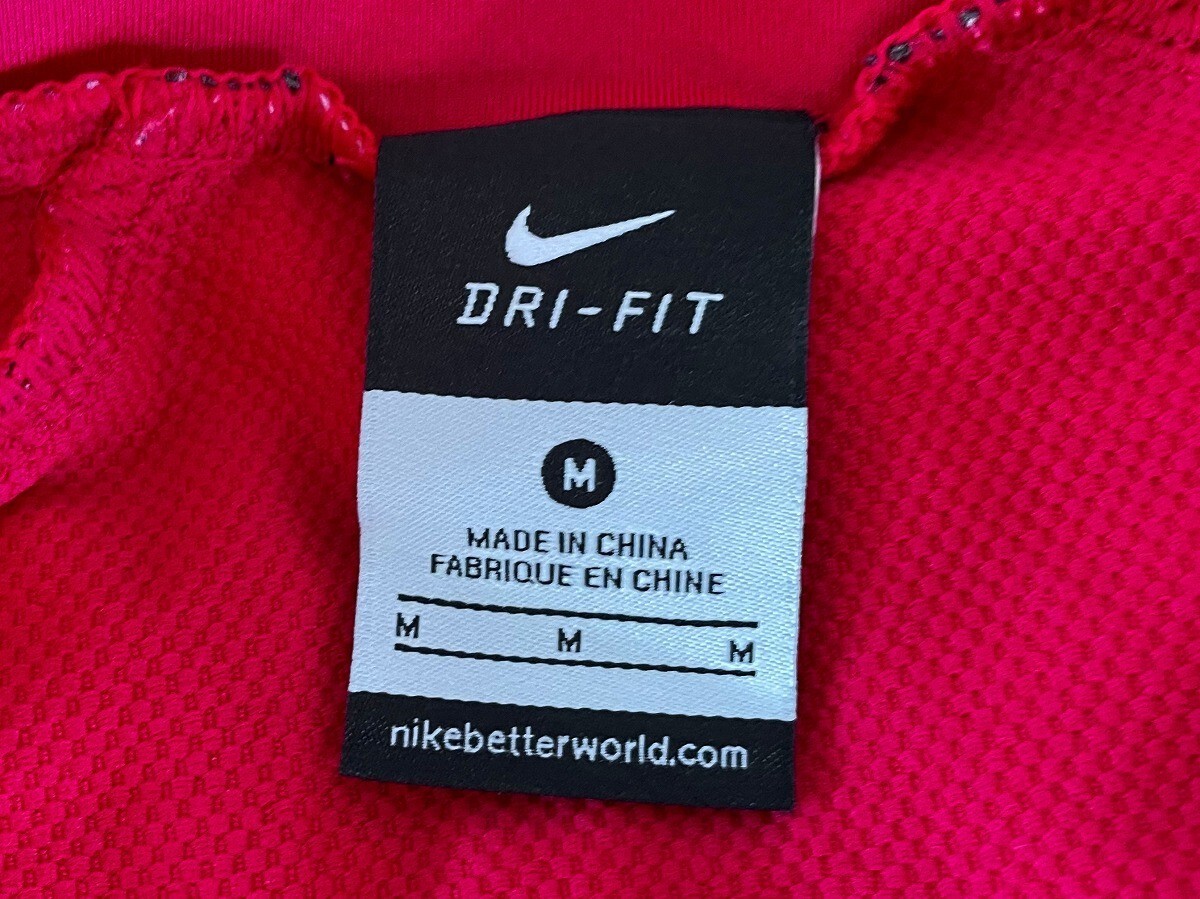 DRI-FIT
M
MADE IN CHINA
FABRIQUE EN CHINE
M M M
nikebetterworld.com